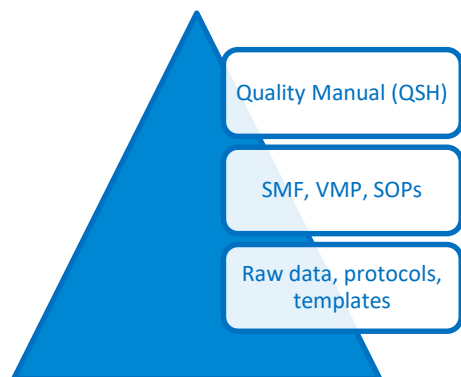 Quality Manual (QSH)
SMF, VMP, SOPs
Raw data, protocols,
templates